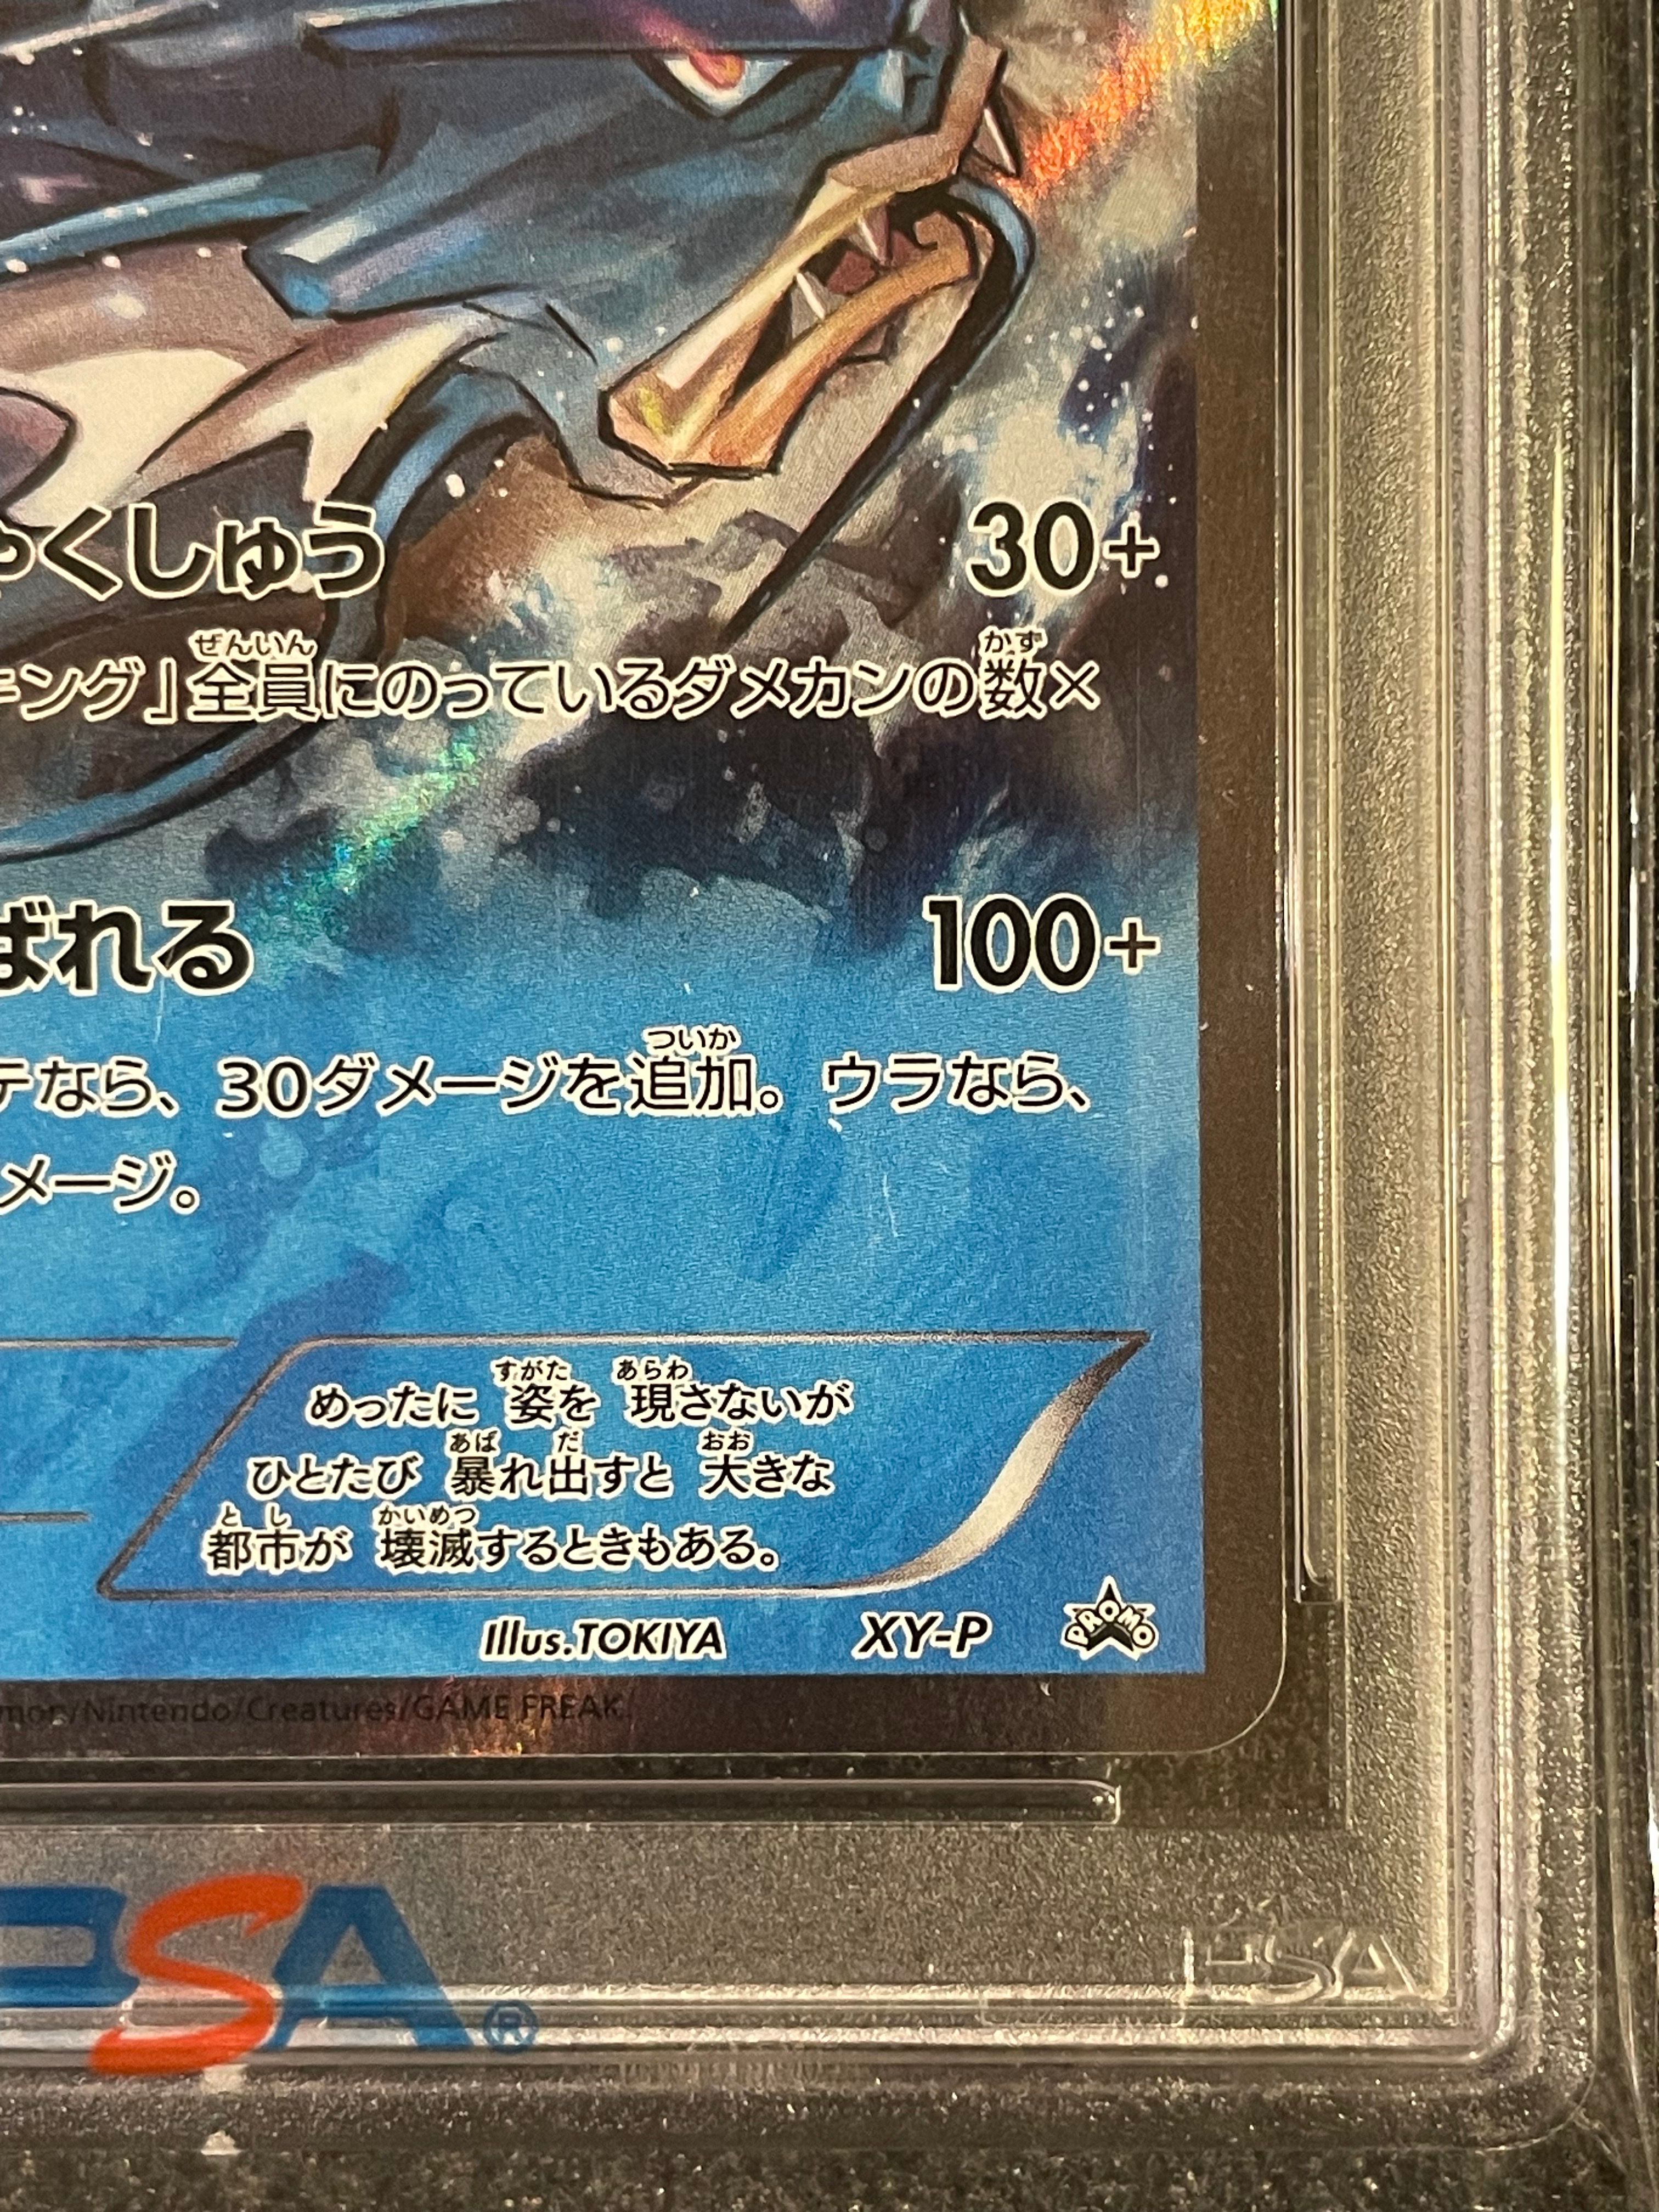 くしゅう 30+
ぜんいん かず
キング」全員にのっているダメカンの数×
ばれる 100+
ついか
なら、30ダメージを追加。ウラなら、
メージ。
すがた あらわ
めったに 姿を 現さないが
あば だ おお
ひとたび 暴れ出すと 大きな
とし かいめつ
都市が 壊滅するときもある。
Illus.TOKIYA XY-P PROMO
mon/Nintendo/Creatures/GAME FREAK.
PSA®
PSA